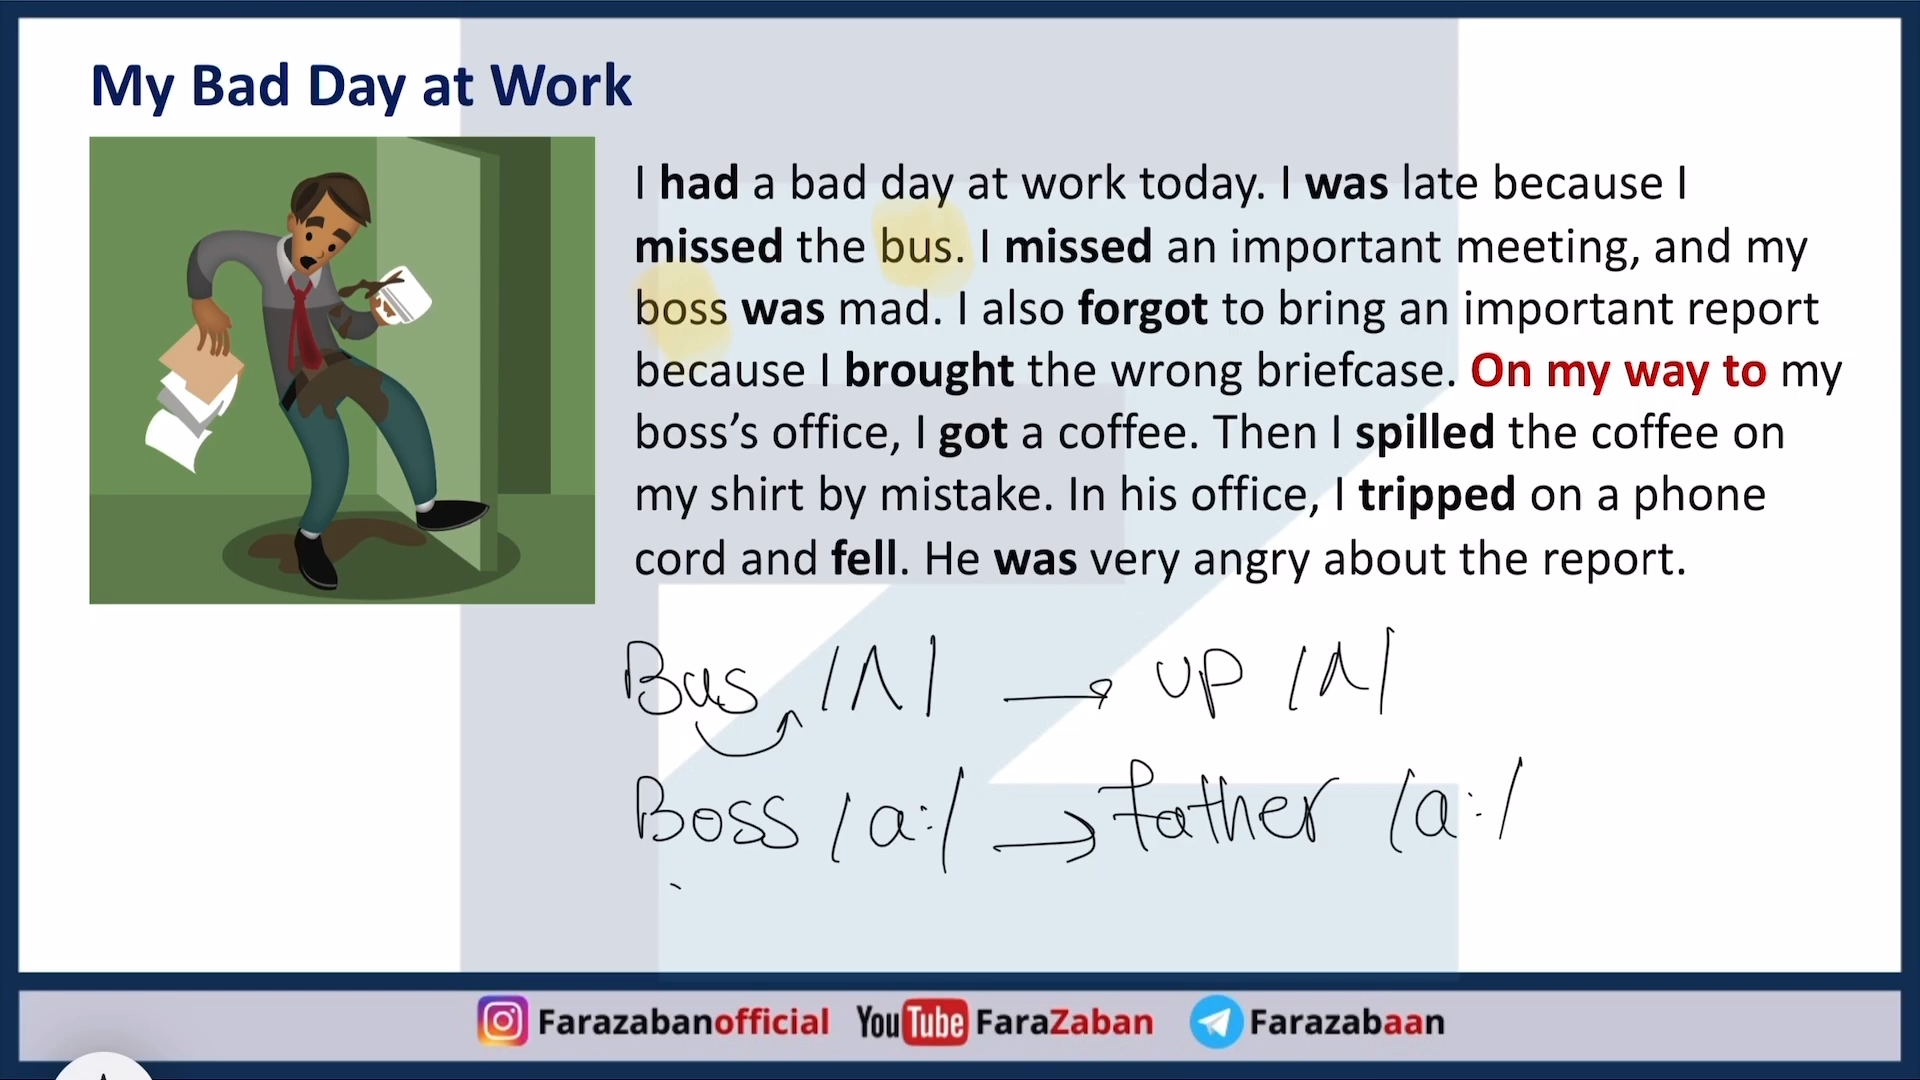 My Bad Day at Work
I had a bad day at work today. I was late because I
missed the bus. I missed an important meeting, and my
boss was mad. I also forgot to bring an important report
because I brought the wrong briefcase. On my way to my
boss’s office, I got a coffee. Then I spilled the coffee on
my shirt by mistake. In his office, I tripped on a phone
cord and fell. He was very angry about the report.
Bus /ʌ/ → up /ʌ/
Boss /a:/ → father /a:/
Farazabanofficial YouTube FaraZaban Farazabaan